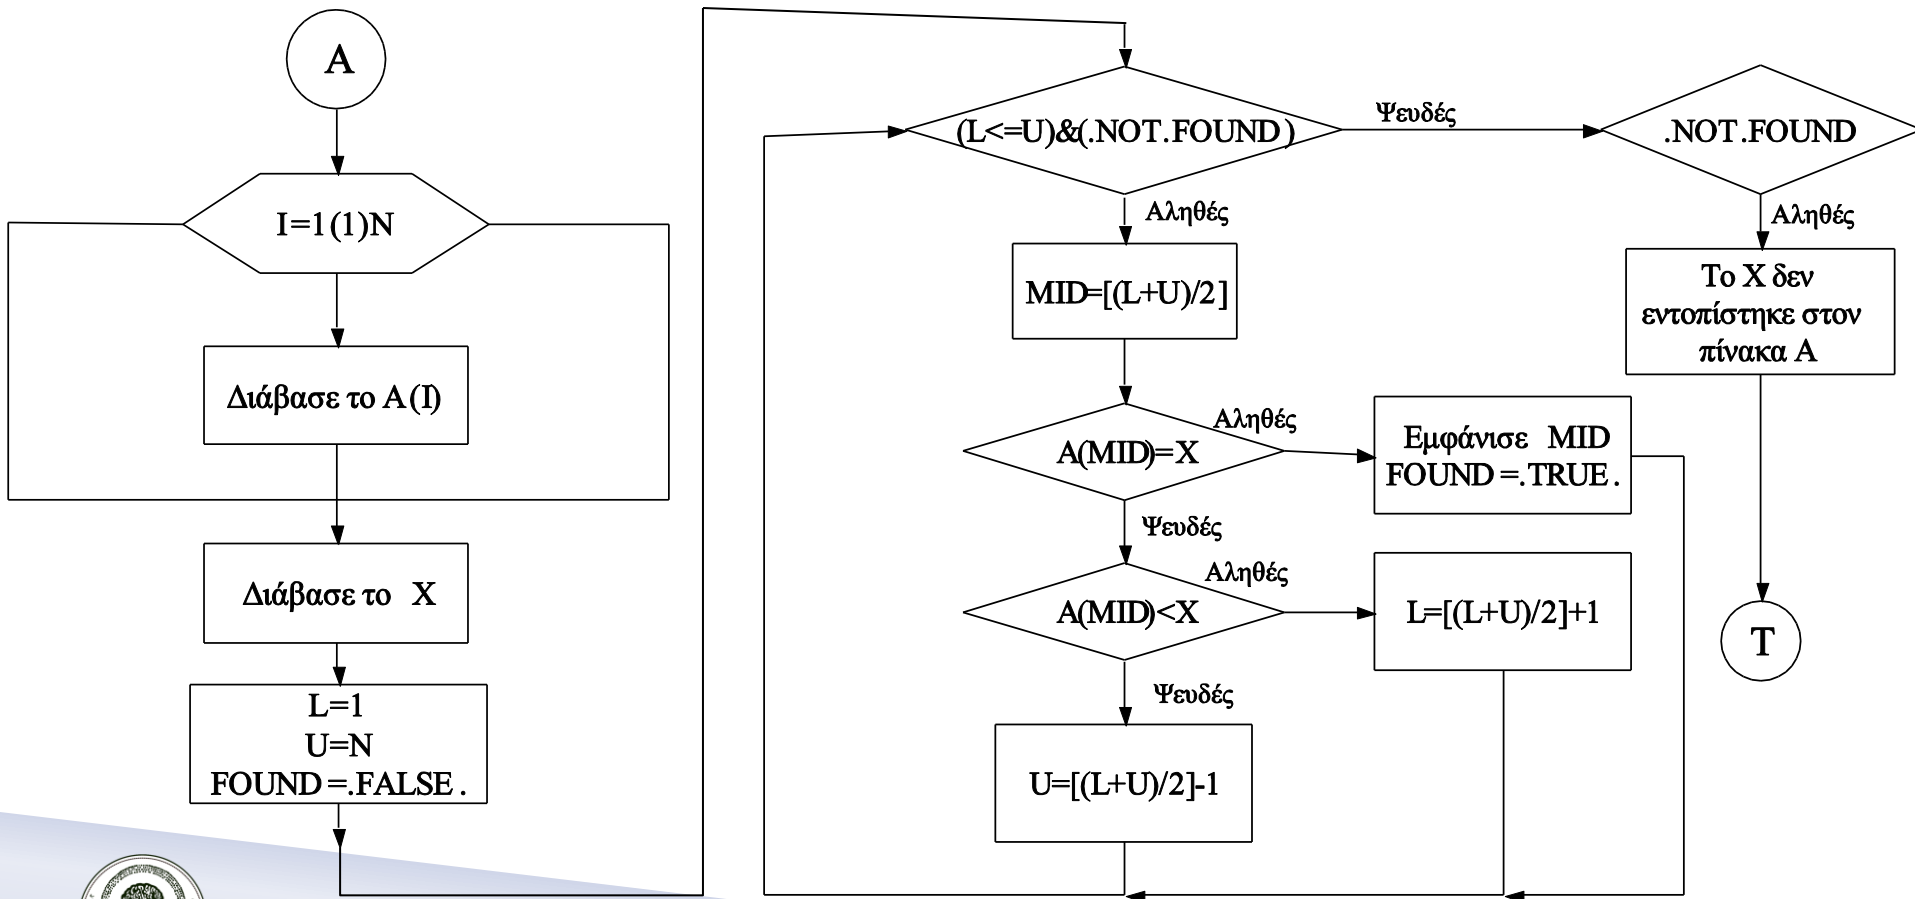 Α
I=1(1)N
Διάβασε το A(I)
Διάβασε το X
L=1
U=N
FOUND=.FALSE.
(L<=U)&(.NOT.FOUND)
Ψευδές
Αληθές
MID=[(L+U)/2]
A(MID)=X
Αληθές
Εμφάνισε MID
FOUND=.TRUE.
Ψευδές
A(MID)<X
Αληθές
L=[(L+U)/2]+1
Ψευδές
U=[(L+U)/2]-1
.NOT.FOUND
Αληθές
Το X δεν
εντοπίστηκε στον
πίνακα A
Τ